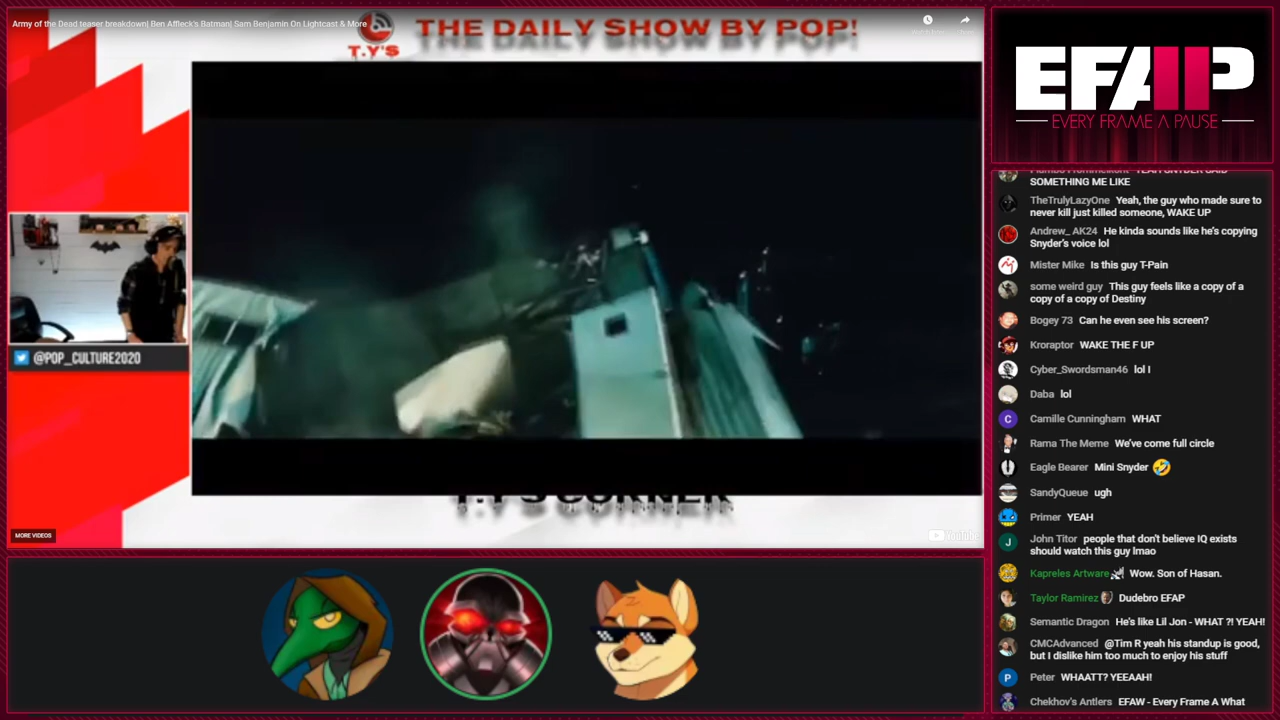 Army of the Dead teaser breakdown| Ben Affleck's Batman| Sam Benjamin On Lightcast & More
THE DAILY SHOW BY POP!
T.Y'S
@POP_CULTURE2020
T.Y'S CORNER
MORE VIDEOS
YouTube
EFAP
EVERY FRAME A PAUSE
SOMETHING ME LIKE
TheTrulyLazyOne Yeah, the guy who made sure to
never kill just killed someone, WAKE UP
Andrew_ AK24 He kinda sounds like he's copying
Snyder's voice lol
Mister Mike Is this guy T-Pain
some weird guy This guy feels like a copy of a
copy of a copy of Destiny
Bogey 73 Can he even see his screen?
Kroraptor WAKE THE F UP
Cyber_Swordsman46 lol I
Daba lol
C
Camille Cunningham WHAT
Rama The Meme We've come full circle
Eagle Bearer Mini Snyder 🤣
SandyQueue ugh
Primer YEAH
J
John Titor people that don't believe IQ exists
should watch this guy lmao
Kapreles Artware Wow. Son of Hasan.
Taylor Ramirez Dudebro EFAP
Semantic Dragon He's like Lil Jon - WHAT ?! YEAH!
CMCAdvanced @Tim R yeah his standup is good,
but I dislike him too much to enjoy his stuff
P
Peter WHAATT? YEEAAH!
Chekhov's Antlers EFAW - Every Frame A What